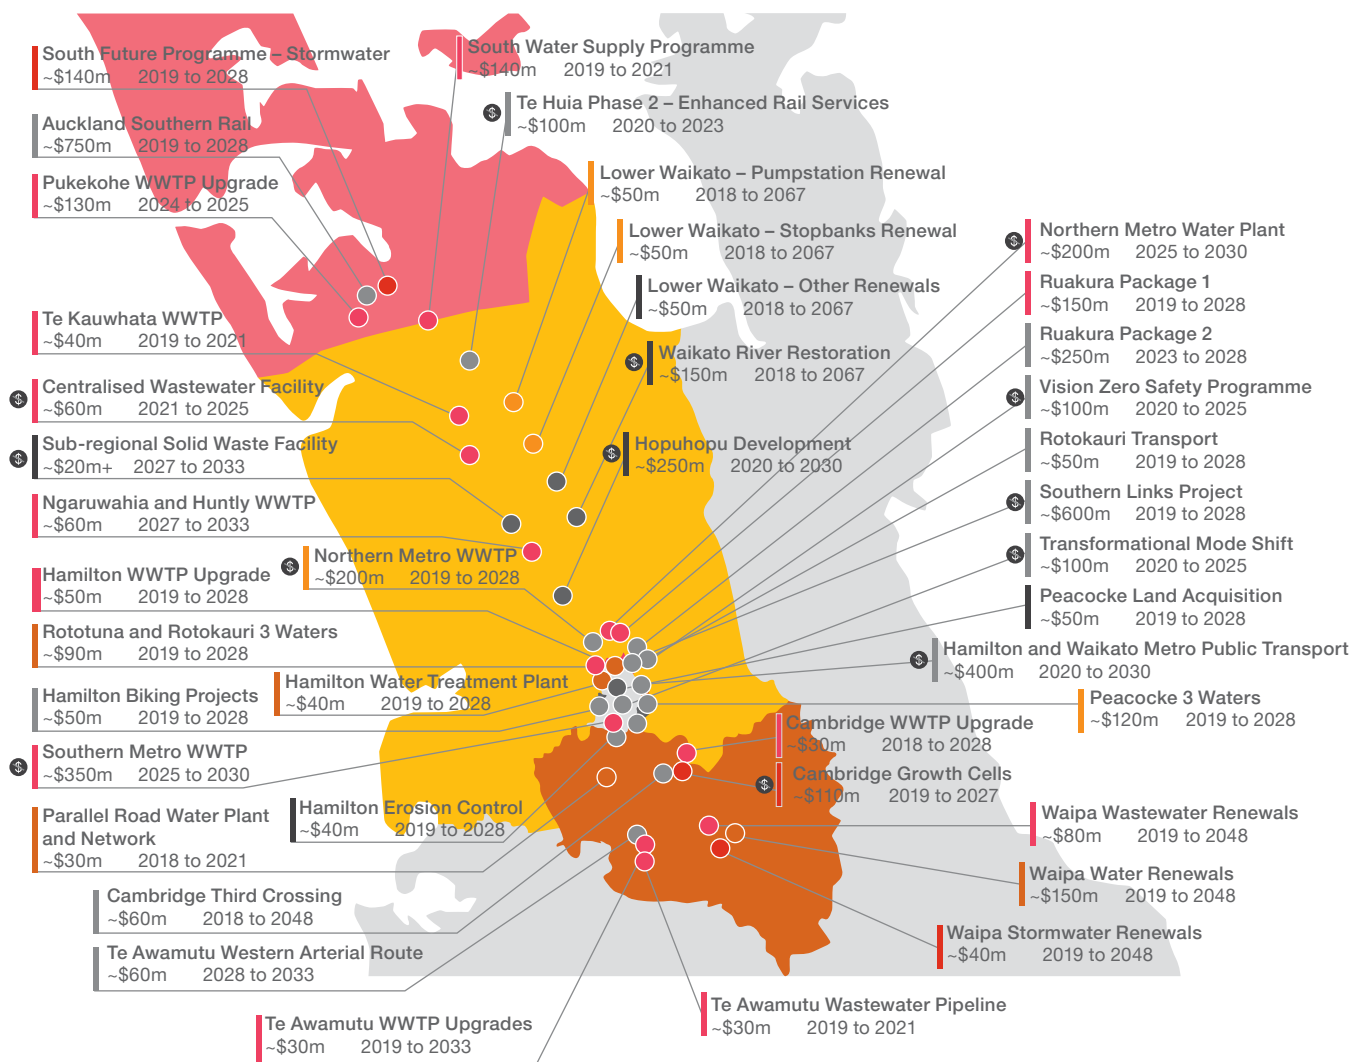 South Future Programme – Stormwater
~$140m 2019 to 2028
South Water Supply Programme
~$140m 2019 to 2021
$
Te Huia Phase 2 – Enhanced Rail Services
~$100m 2020 to 2023
Auckland Southern Rail
~$750m 2019 to 2028
Pukekohe WWTP Upgrade
~$130m 2024 to 2025
Lower Waikato – Pumpstation Renewal
~$50m 2018 to 2067
Lower Waikato – Stopbanks Renewal
~$50m 2018 to 2067
Lower Waikato – Other Renewals
~$50m 2018 to 2067
$
Waikato River Restoration
~$150m 2018 to 2067
$
Hopuhopu Development
~$250m 2020 to 2030
Te Kauwhata WWTP
~$40m 2019 to 2021
$
Centralised Wastewater Facility
~$60m 2021 to 2025
$
Sub-regional Solid Waste Facility
~$20m+ 2027 to 2033
Ngaruwahia and Huntly WWTP
~$60m 2027 to 2033
$
Northern Metro WWTP
~$200m 2019 to 2028
Hamilton WWTP Upgrade
~$50m 2019 to 2028
Rototuna and Rotokauri 3 Waters
~$90m 2019 to 2028
Hamilton Water Treatment Plant
~$40m 2019 to 2028
Hamilton Biking Projects
~$50m 2019 to 2028
$
Southern Metro WWTP
~$350m 2025 to 2030
Hamilton Erosion Control
~$40m 2019 to 2028
Parallel Road Water Plant
and Network
~$30m 2018 to 2021
Cambridge Third Crossing
~$60m 2018 to 2048
Te Awamutu Western Arterial Route
~$60m 2028 to 2033
Te Awamutu WWTP Upgrades
~$30m 2019 to 2033
$
Northern Metro Water Plant
~$200m 2025 to 2030
Ruakura Package 1
~$150m 2019 to 2028
Ruakura Package 2
~$250m 2023 to 2028
$
Vision Zero Safety Programme
~$100m 2020 to 2025
Rotokauri Transport
~$50m 2019 to 2028
$
Southern Links Project
~$600m 2019 to 2028
$
Transformational Mode Shift
~$100m 2020 to 2025
Peacocke Land Acquisition
~$50m 2019 to 2028
$
Hamilton and Waikato Metro Public Transport
~$400m 2020 to 2030
Peacocke 3 Waters
~$120m 2019 to 2028
Cambridge WWTP Upgrade
~$30m 2018 to 2028
$
Cambridge Growth Cells
~$110m 2019 to 2027
Waipa Wastewater Renewals
~$80m 2019 to 2048
Waipa Water Renewals
~$150m 2019 to 2048
Waipa Stormwater Renewals
~$40m 2019 to 2048
Te Awamutu Wastewater Pipeline
~$30m 2019 to 2021